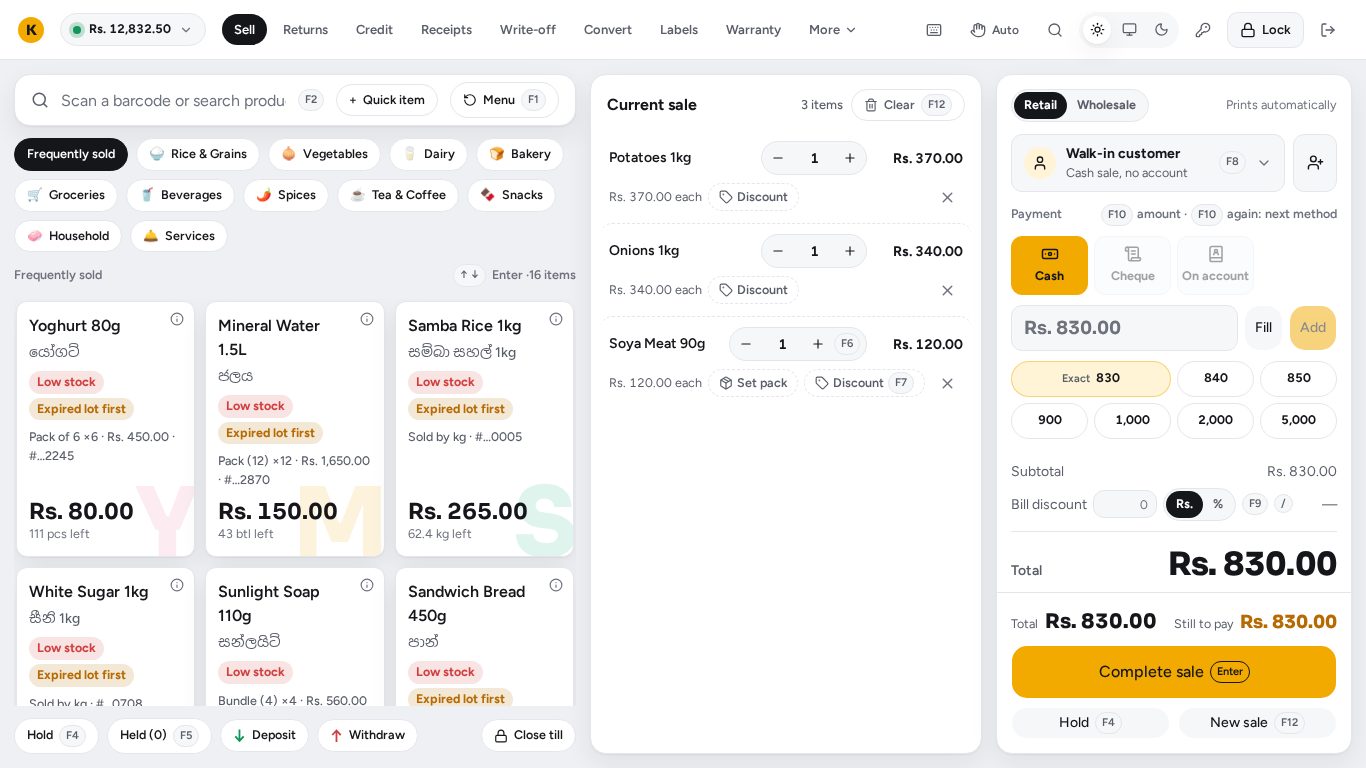 K
Rs. 12,832.50
Sell
Returns
Credit
Receipts
Write-off
Convert
Labels
Warranty
More
Auto
Lock
Scan a barcode or search produ
F2
+ Quick item
Menu F1
Frequently sold
Rice & Grains
Vegetables
Dairy
Bakery
Groceries
Beverages
Spices
Tea & Coffee
Snacks
Household
Services
Frequently sold
↑↓ Enter ·16 items
Yoghurt 80g
යෝගට්
Low stock
Expired lot first
Pack of 6 ×6 · Rs. 450.00 ·
#…2245
Y
Rs. 80.00
111 pcs left
Mineral Water
1.5L
ජලය
Low stock
Expired lot first
Pack (12) ×12 · Rs. 1,650.00
· #…2870
M
Rs. 150.00
43 btl left
Samba Rice 1kg
සම්බා සහල් 1kg
Low stock
Expired lot first
Sold by kg · #…0005
S
Rs. 265.00
62.4 kg left
White Sugar 1kg
සීනි 1kg
Low stock
Expired lot first
Sold by kg · #…0708
Sunlight Soap
110g
සන්ලයිට්
Low stock
Bundle (4) ×4 · Rs. 560.00
Sandwich Bread
450g
පාන්
Low stock
Expired lot first
Hold F4
Held (0) F5
Deposit
Withdraw
Close till
Current sale
3 items
Clear F12
Potatoes 1kg
− 1 +
Rs. 370.00
Rs. 370.00 each
Discount
Onions 1kg
− 1 +
Rs. 340.00
Rs. 340.00 each
Discount
Soya Meat 90g
− 1 + F6
Rs. 120.00
Rs. 120.00 each
Set pack
Discount F7
Retail
Wholesale
Prints automatically
Walk-in customer
Cash sale, no account
F8
Payment
F10 amount · F10 again: next method
Cash
Cheque
On account
Rs. 830.00
Fill
Add
Exact 830
840
850
900
1,000
2,000
5,000
Subtotal
Rs. 830.00
Bill discount
0
Rs. %
F9 /
—
Total
Rs. 830.00
Total Rs. 830.00
Still to pay Rs. 830.00
Complete sale Enter
Hold F4
New sale F12